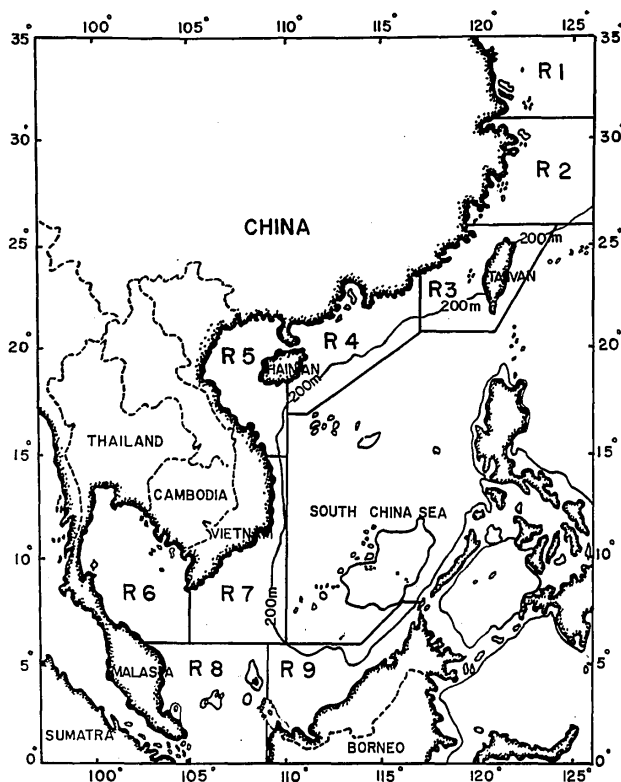 100° 105° 110° 115° 120° 125°
35° 35°
R1
30° 30°
R2
CHINA
200m
25° 25°
TAIWAN
R3
200m
R4
20° 20°
R5
HAINAN
200m
THAILAND
15° 15°
CAMBODIA
SOUTH CHINA SEA
VIETNAM
10° 10°
R6 R7
200m
5° 5°
MALASIA R8 R9
SUMATRA
BORNEO
0° 0°
100° 105° 110° 115° 120° 125°